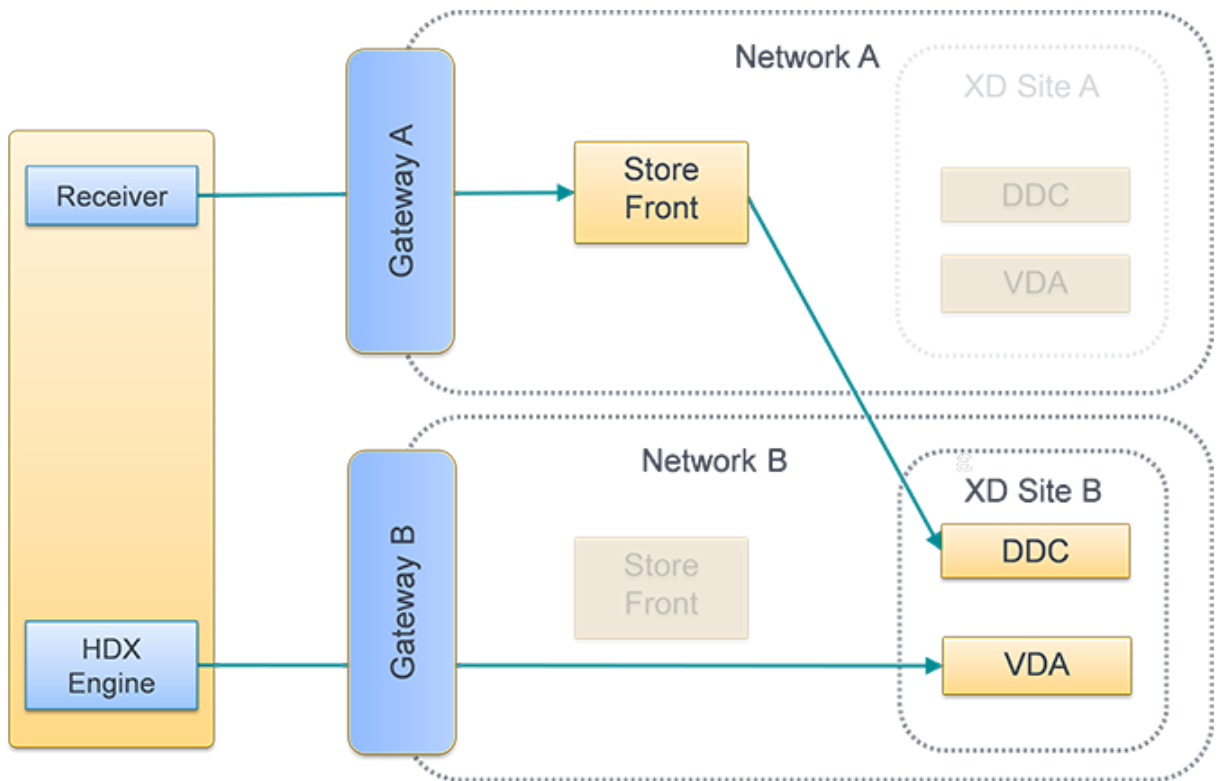 Network A
XD Site A
Receiver
Gateway A
Store
Front
DDC
VDA
Network B
XD Site B
Gateway B
Store
Front
DDC
HDX
Engine
VDA